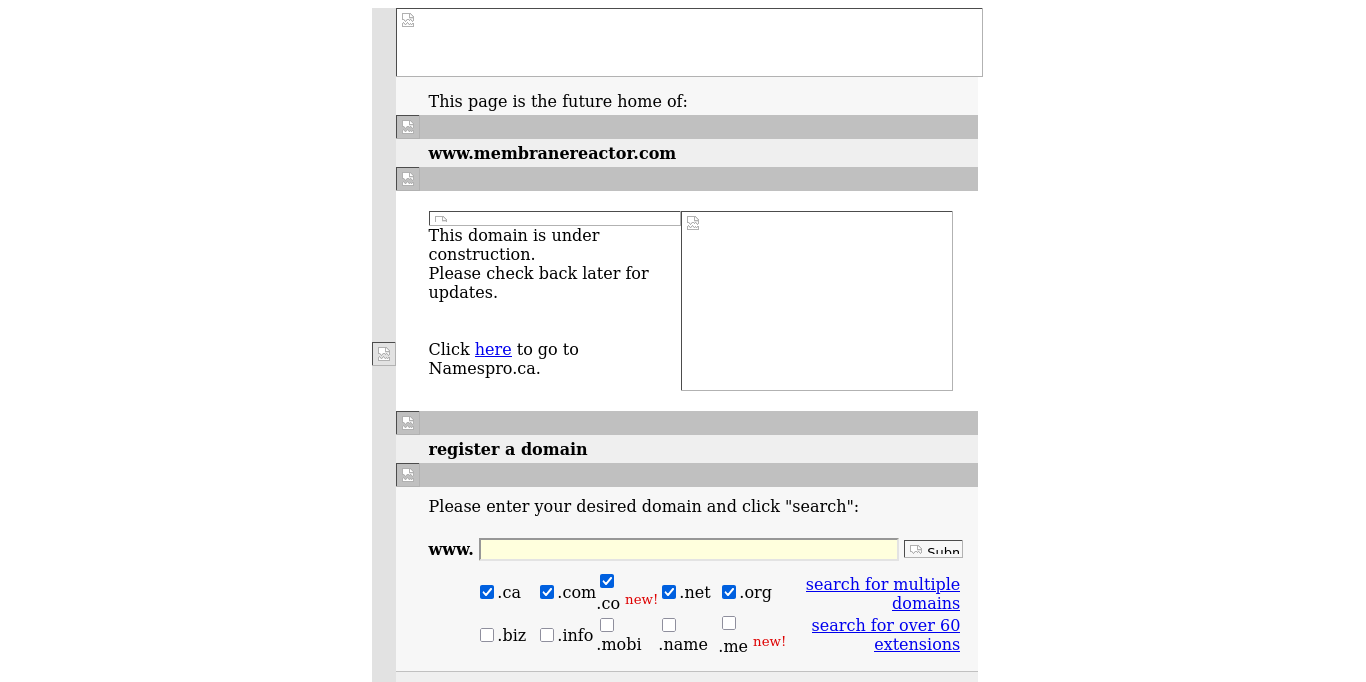 This page is the future home of:
www.membranereactor.com
This domain is under
construction.
Please check back later for
updates.
Click here to go to
Namespro.ca.
register a domain
Please enter your desired domain and click "search":
www.
.ca .com .co new! .net .org
search for multiple
domains
.biz .info .mobi .name .me new!
search for over 60
extensions